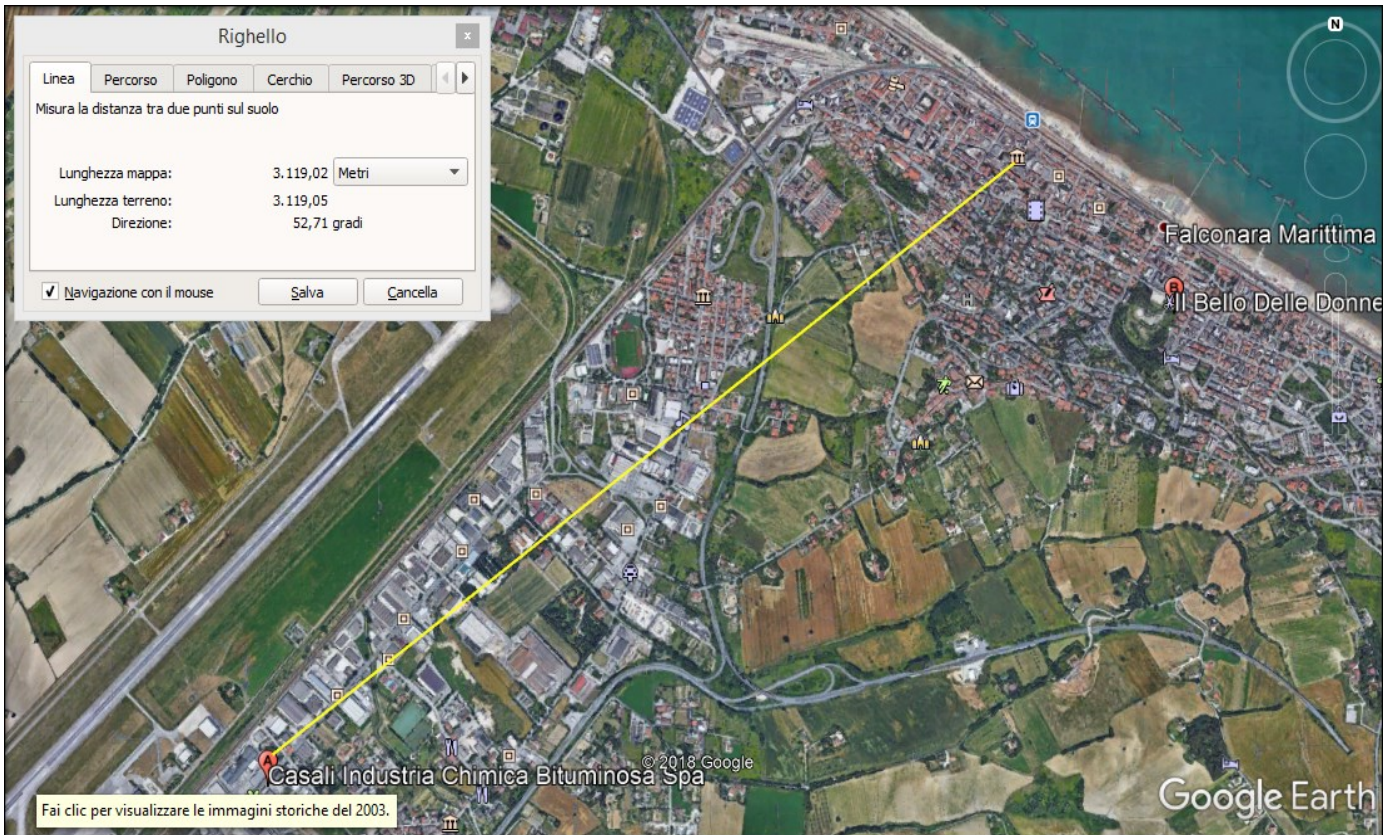 Righello
x
Linea Percorso Poligono Cerchio Percorso 3D
Misura la distanza tra due punti sul suolo
Lunghezza mappa: 3.119,02 Metri
Lunghezza terreno: 3.119,05
Direzione: 52,71 gradi
Navigazione con il mouse Salva Cancella
N
Falconara Marittima
B
Il Bello Delle Donne
H
A
Casali Industria Chimica Bituminosa Spa
© 2018 Google
Fai clic per visualizzare le immagini storiche del 2003.
Google Earth